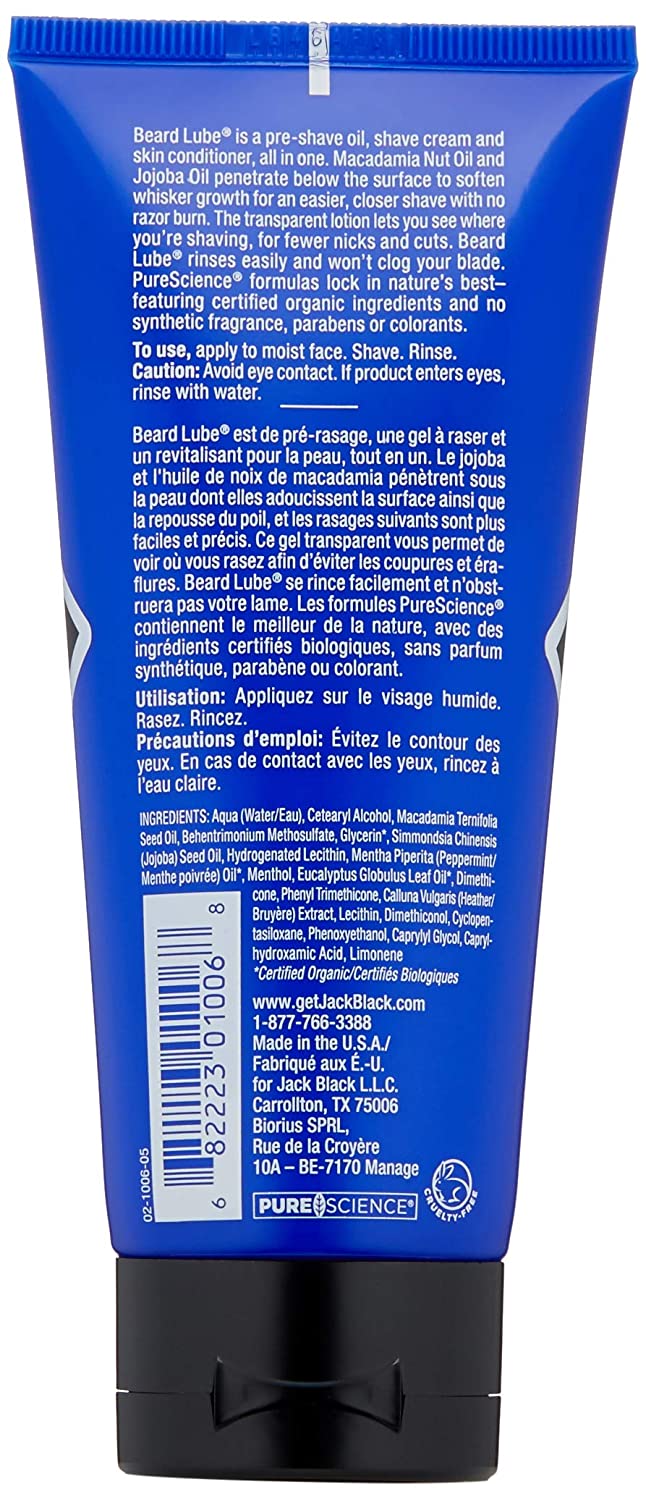 Beard Lube® is a pre-shave oil, shave cream and
skin conditioner, all in one. Macadamia Nut Oil and
Jojoba Oil penetrate below the surface to soften
whisker growth for an easier, closer shave with no
razor burn. The transparent lotion lets you see where
you're shaving, for fewer nicks and cuts. Beard
Lube® rinses easily and won't clog your blade.
PureScience® formulas lock in nature's best–
featuring certified organic ingredients and no
synthetic fragrance, parabens or colorants.
To use, apply to moist face. Shave. Rinse.
Caution: Avoid eye contact. If product enters eyes,
rinse with water.
Beard Lube® est de pré-rasage, une gel à raser et
un revitalisant pour la peau, tout en un. Le jojoba
et l'huile de noix de macadamia pénètrent sous
la peau dont elles adoucissent la surface ainsi que
la repousse du poil, et les rasages suivants sont plus
faciles et précis. Ce gel transparent vous permet de
voir où vous rasez afin d'éviter les coupures et éra-
flures. Beard Lube® se rince facilement et n'obst-
ruera pas votre lame. Les formules PureScience®
contiennent le meilleur de la nature, avec des
ingrédients certifiés biologiques, sans parfum
synthétique, parabène ou colorant.
Utilisation: Appliquez sur le visage humide.
Rasez. Rincez.
Précautions d'emploi: Évitez le contour des
yeux. En cas de contact avec les yeux, rincez à
l'eau claire.
INGREDIENTS: Aqua (Water/Eau), Cetearyl Alcohol, Macadamia Ternifolia
Seed Oil, Behentrimonium Methosulfate, Glycerin*, Simmondsia Chinensis
(Jojoba) Seed Oil, Hydrogenated Lecithin, Mentha Piperita (Peppermint/
Menthe poivrée) Oil*, Menthol, Eucalyptus Globulus Leaf Oil*, Dimethi-
cone, Phenyl Trimethicone, Calluna Vulgaris (Heather/
Bruyère) Extract, Lecithin, Dimethiconol, Cyclopen-
tasiloxane, Phenoxyethanol, Caprylyl Glycol, Capryl-
hydroxamic Acid, Limonene
*Certified Organic/Certifiés Biologiques
www.getJackBlack.com
1-877-766-3388
Made in the U.S.A./
Fabriqué aux É.-U.
for Jack Black L.L.C.
Carrollton, TX 75006
Biorius SPRL,
Rue de la Croyère
10A – BE-7170 Manage
PURE SCIENCE®
CRUELTY-FREE
6 82223 01006 8
02-1006-05